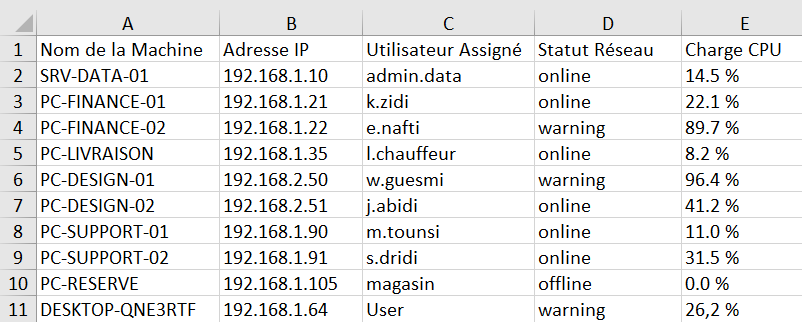 A B C D E
1 Nom de la Machine Adresse IP Utilisateur Assigné Statut Réseau Charge CPU
2 SRV-DATA-01 192.168.1.10 admin.data online 14.5 %
3 PC-FINANCE-01 192.168.1.21 k.zidi online 22.1 %
4 PC-FINANCE-02 192.168.1.22 e.nafti warning 89.7 %
5 PC-LIVRAISON 192.168.1.35 l.chauffeur online 8.2 %
6 PC-DESIGN-01 192.168.2.50 w.guesmi warning 96.4 %
7 PC-DESIGN-02 192.168.2.51 j.abidi online 41.2 %
8 PC-SUPPORT-01 192.168.1.90 m.tounsi online 11.0 %
9 PC-SUPPORT-02 192.168.1.91 s.dridi online 31.5 %
10 PC-RESERVE 192.168.1.105 magasin offline 0.0 %
11 DESKTOP-QNE3RTF 192.168.1.64 User warning 26,2 %